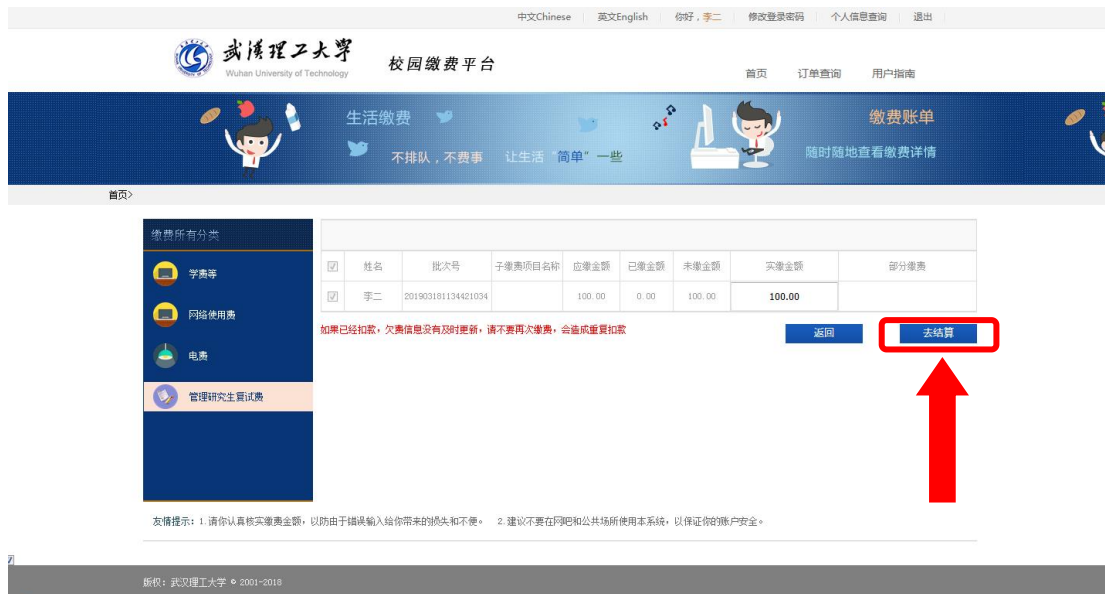 中文Chinese 英文English 你好，李二 修改登录密码 个人信息查询 退出
武汉理工大学
Wuhan University of Technology
校园缴费平台
首页 订单查询 用户指南
生活缴费
不排队，不费事 让生活“简单”一些
缴费账单
随时随地查看缴费详情
首页>
缴费所有分类
学费等
网络使用费
电费
管理研究生复试费
姓名 批次号 子缴费项目名称 应缴金额 已缴金额 未缴金额 实缴金额 部分缴费
李二 201903181134421034 100.00 0.00 100.00 100.00
如果已经扣款，欠费信息没有及时更新，请不要再次缴费，会造成重复扣款
返回 去结算
友情提示：1.请你认真核实缴费金额，以防由于错误输入给你带来的损失和不便。 2.建议不要在网吧和公共场所使用本系统，以保证你的账户安全。
版权：武汉理工大学 © 2001-2018